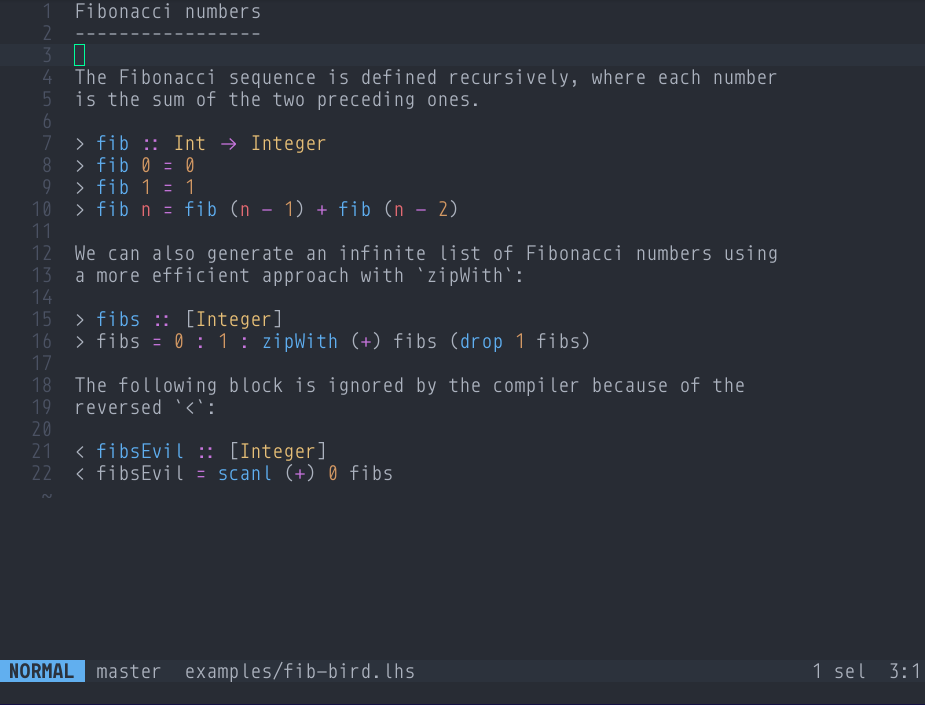 1 Fibonacci numbers
2 -----------------
3
4 The Fibonacci sequence is defined recursively, where each number
5 is the sum of the two preceding ones.
6
7 > fib :: Int → Integer
8 > fib 0 = 0
9 > fib 1 = 1
10 > fib n = fib (n - 1) + fib (n - 2)
11
12 We can also generate an infinite list of Fibonacci numbers using
13 a more efficient approach with `zipWith`:
14
15 > fibs :: [Integer]
16 > fibs = 0 : 1 : zipWith (+) fibs (drop 1 fibs)
17
18 The following block is ignored by the compiler because of the
19 reversed `<`:
20
21 < fibsEvil :: [Integer]
22 < fibsEvil = scanl (+) 0 fibs
~
NORMAL master examples/fib-bird.lhs 1 sel 3:1